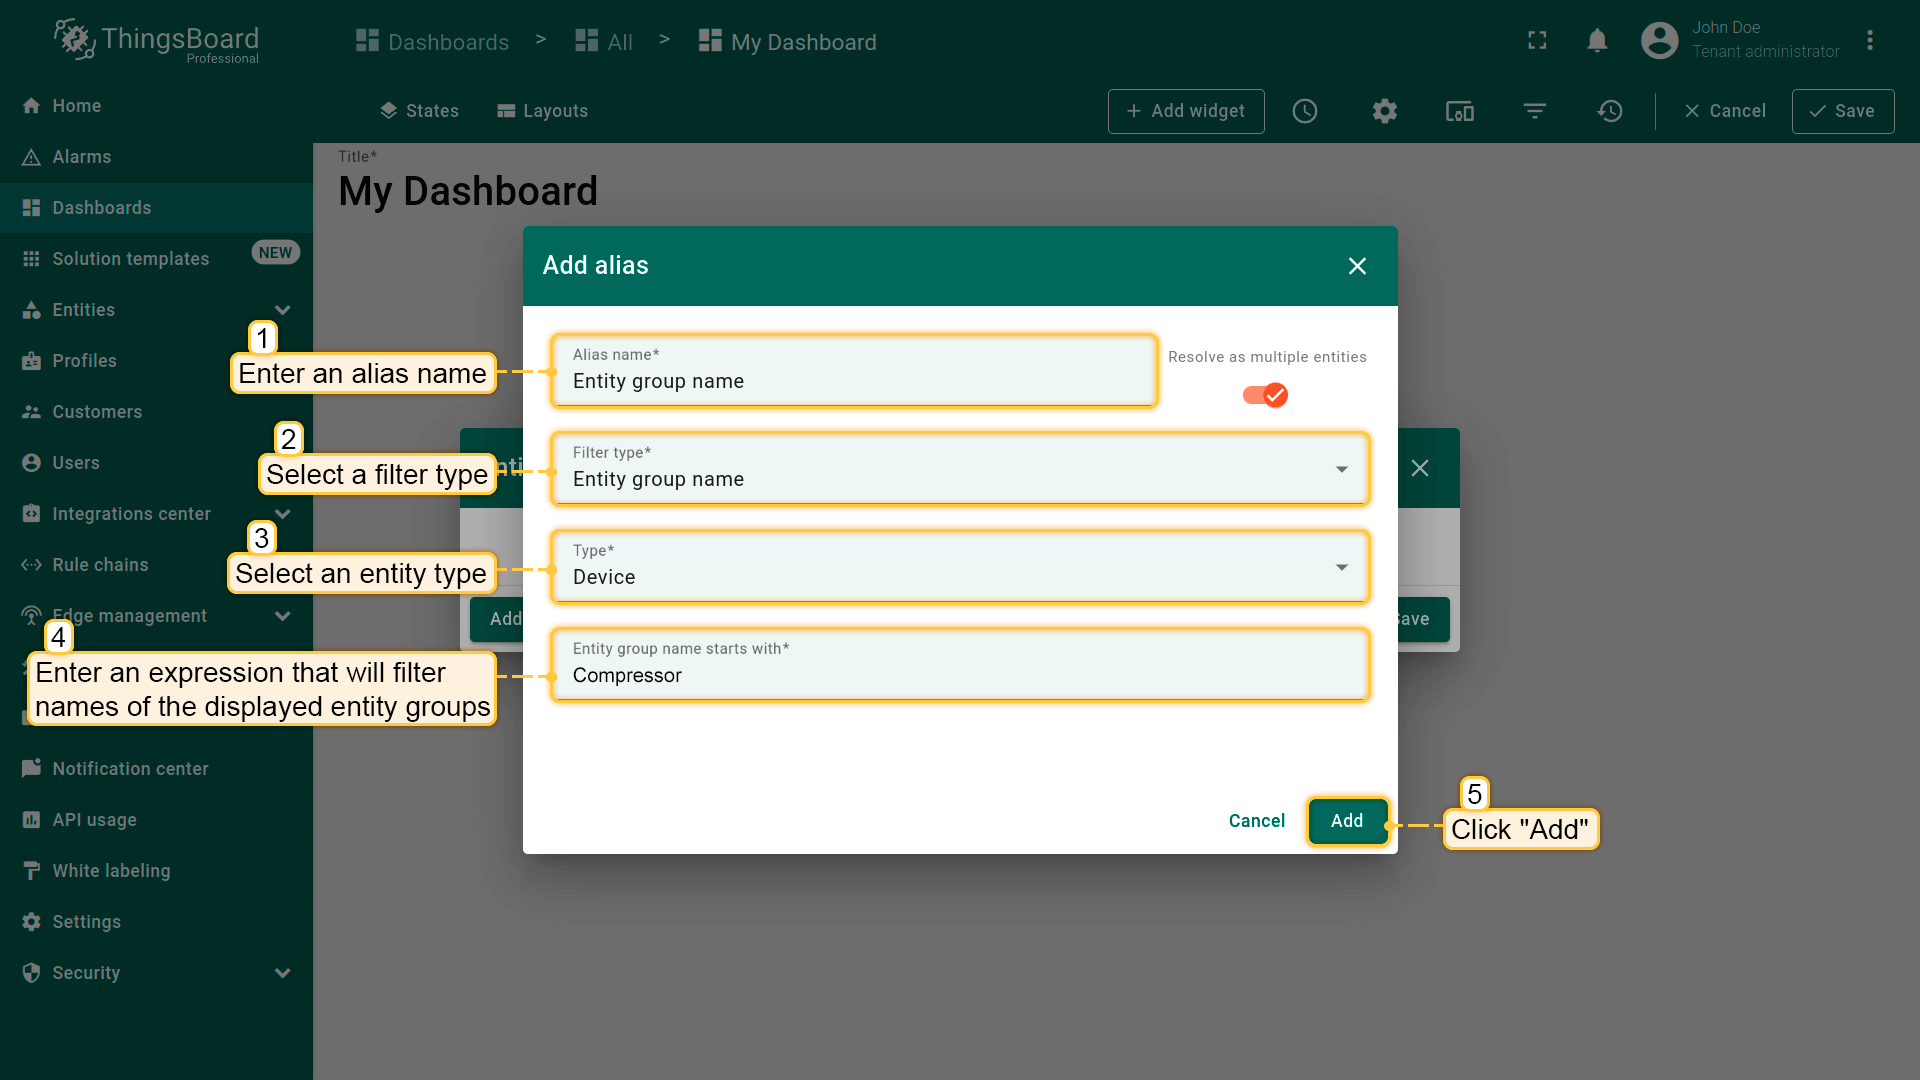 ThingsBoard
Professional
Dashboards > All > My Dashboard
John Doe
Tenant administrator
States
Layouts
+ Add widget
Cancel
Save
Home
Alarms
Dashboards
Solution templates
NEW
Entities
Profiles
Customers
Users
Integrations center
Rule chains
Edge management
Notification center
API usage
White labeling
Settings
Security
Title*
My Dashboard
Add alias
1
Enter an alias name
Alias name*
Entity group name
Resolve as multiple entities
2
Select a filter type
Filter type*
Entity group name
3
Select an entity type
Type*
Device
Add
4
Enter an expression that will filter
names of the displayed entity groups
Entity group name starts with*
Compressor
Cancel
Add
5
Click "Add"